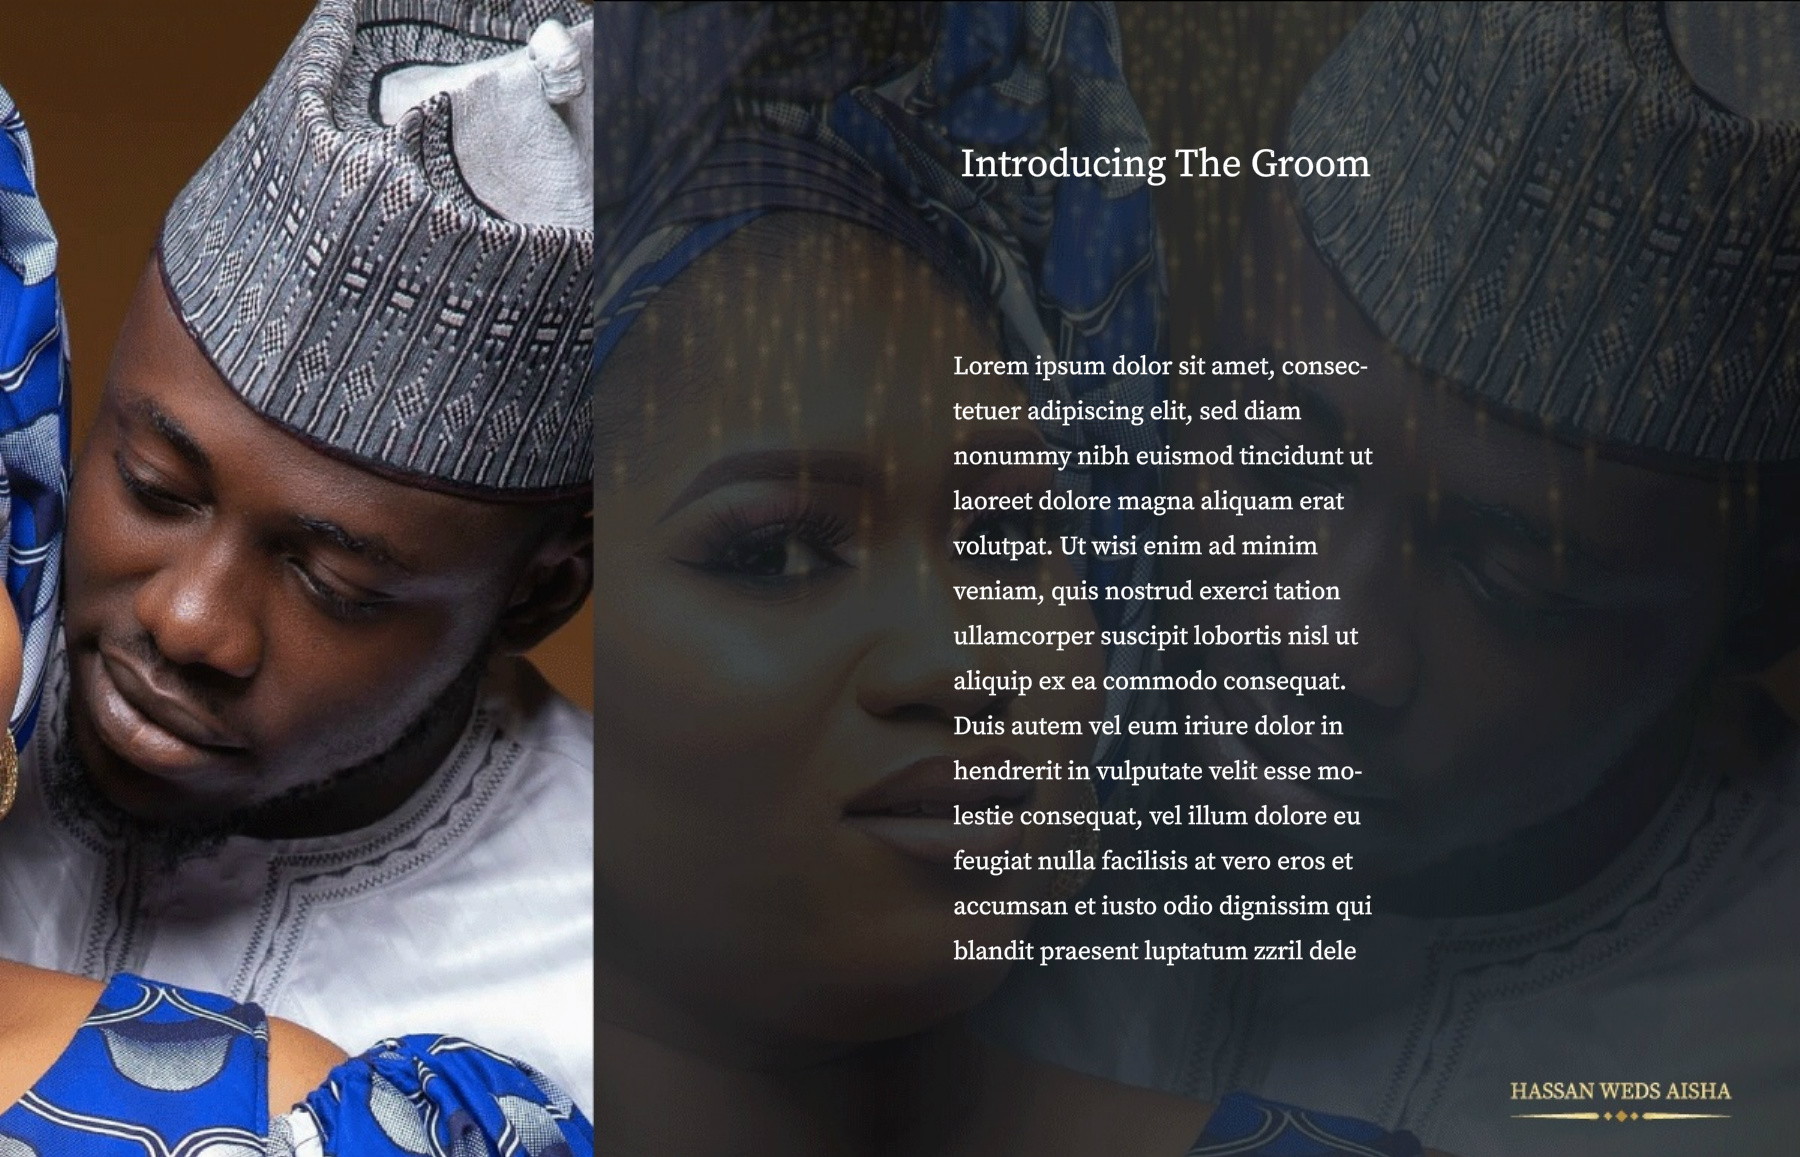 Introducing The Groom
Lorem ipsum dolor sit amet, consec-
tetuer adipiscing elit, sed diam
nonummy nibh euismod tincidunt ut
laoreet dolore magna aliquam erat
volutpat. Ut wisi enim ad minim
veniam, quis nostrud exerci tation
ullamcorper suscipit lobortis nisl ut
aliquip ex ea commodo consequat.
Duis autem vel eum iriure dolor in
hendrerit in vulputate velit esse mo-
lestie consequat, vel illum dolore eu
feugiat nulla facilisis at vero eros et
accumsan et iusto odio dignissim qui
blandit praesent luptatum zzril dele
HASSAN WEDS AISHA